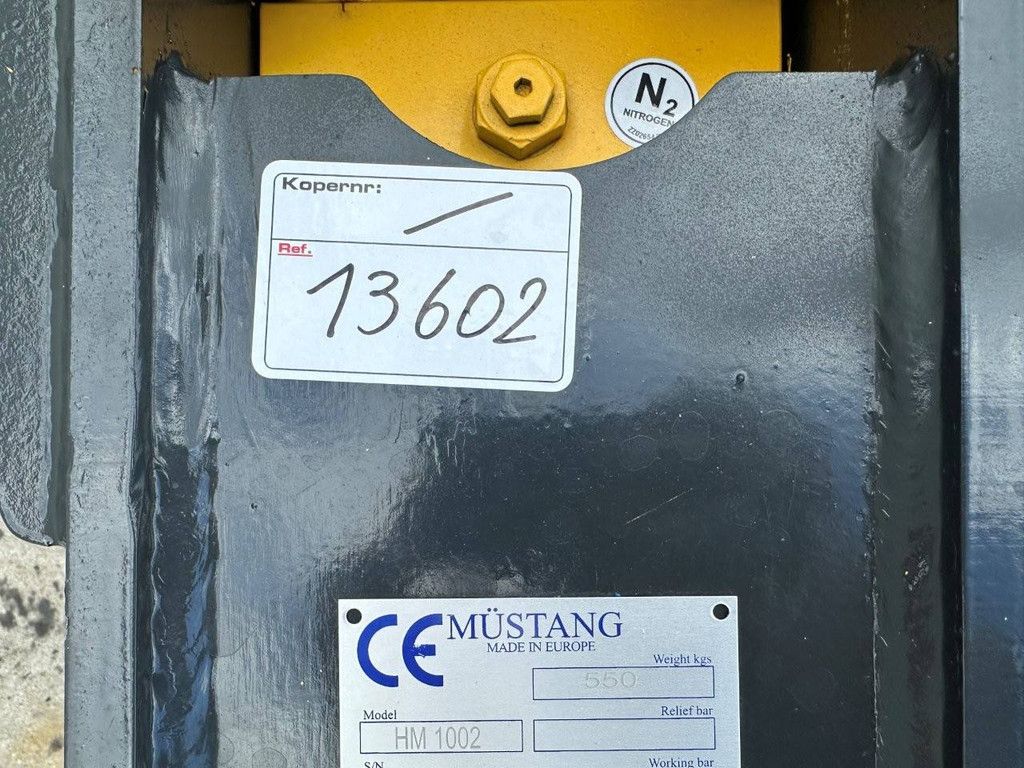 N2
NITROGEN
Kopernr: /
Ref.
13602
CE MÜSTANG
MADE IN EUROPE
Weight kgs
550
Model
Relief bar
HM 1002
S/N
Working bar